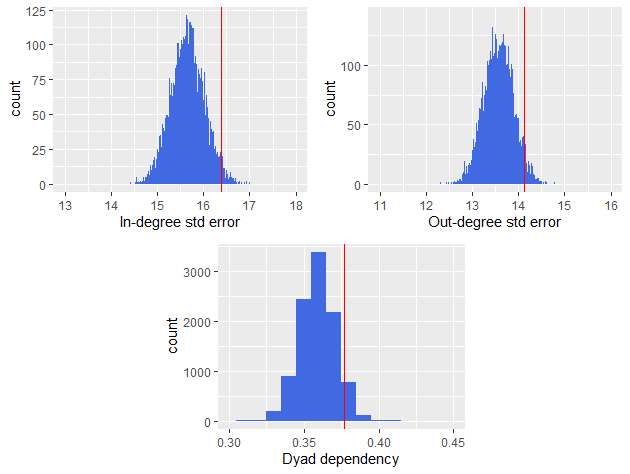 125
100
75
50
25
0
count
13 14 15 16 17 18
In-degree std error
100
50
0
count
11 12 13 14 15 16
Out-degree std error
3000
2000
1000
0
count
0.30 0.35 0.40 0.45
Dyad dependency